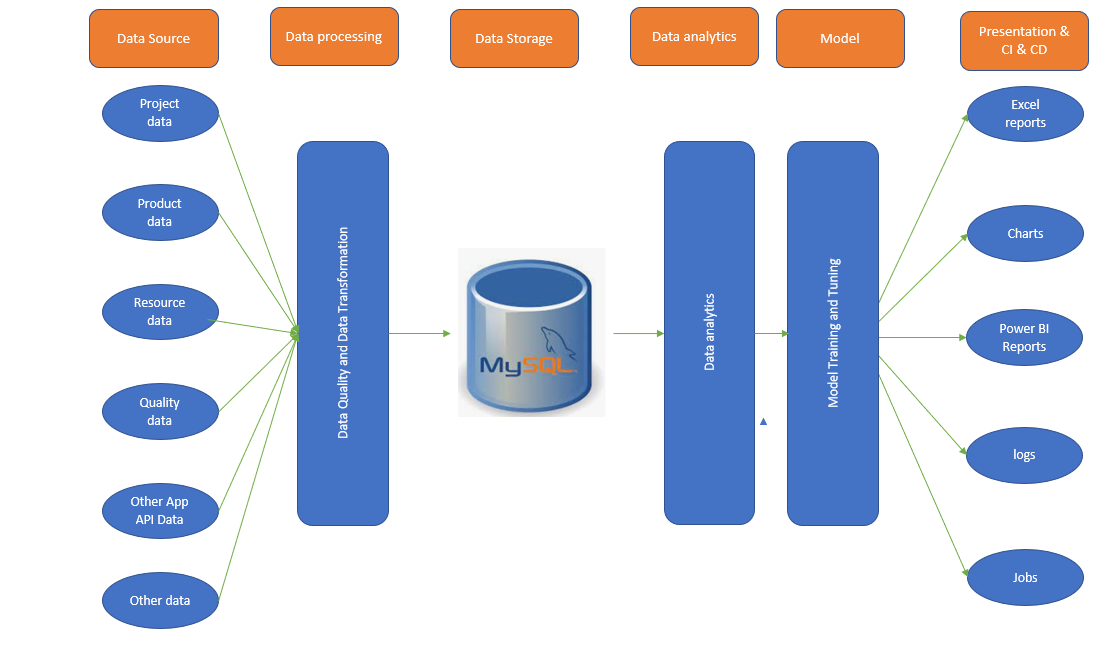 Data Source
Data processing
Data Storage
Data analytics
Model
Presentation &
CI & CD
Project
data
Product
data
Resource
data
Quality
data
Other App
API Data
Other data
Data Quality and Data Transformation
MySQL
Data analytics
Model Training and Tuning
Excel
reports
Charts
Power BI
Reports
logs
Jobs